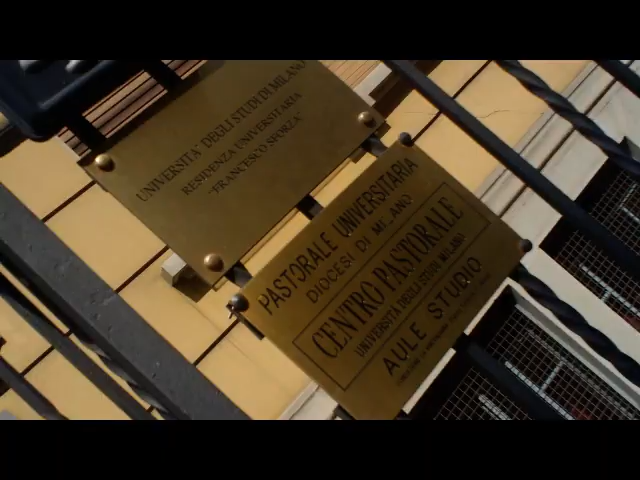 UNIVERSITA' DEGLI STUDI DI MILANO
RESIDENZA UNIVERSITARIA
"FRANCESCO SFORZA"
PASTORALE UNIVERSITARIA
DIOCESI DI MILANO
CENTRO PASTORALE
UNIVERSITÀ DEGLI STUDI MILANO
AULE STUDIO